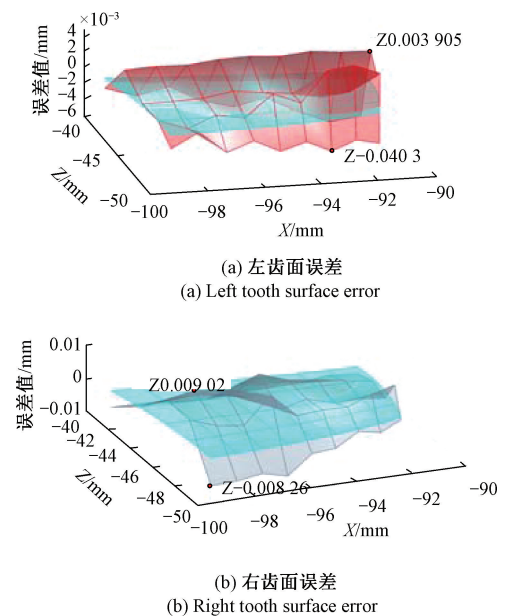 ×10⁻³
4
2
0
−2
−4
−6
误差值/mm
Z0.003 905
Z−0.040 3
−40
−45
−50
Z/mm
−100
−98
−96
−94
−92
−90
X/mm
(a) 左齿面误差
(a) Left tooth surface error
0.01
0
−0.01
误差值/mm
Z0.009 02
Z−0.008 26
−40
−42
−44
−46
−48
−50
Z/mm
−100
−98
−96
−94
−92
−90
X/mm
(b) 右齿面误差
(b) Right tooth surface error